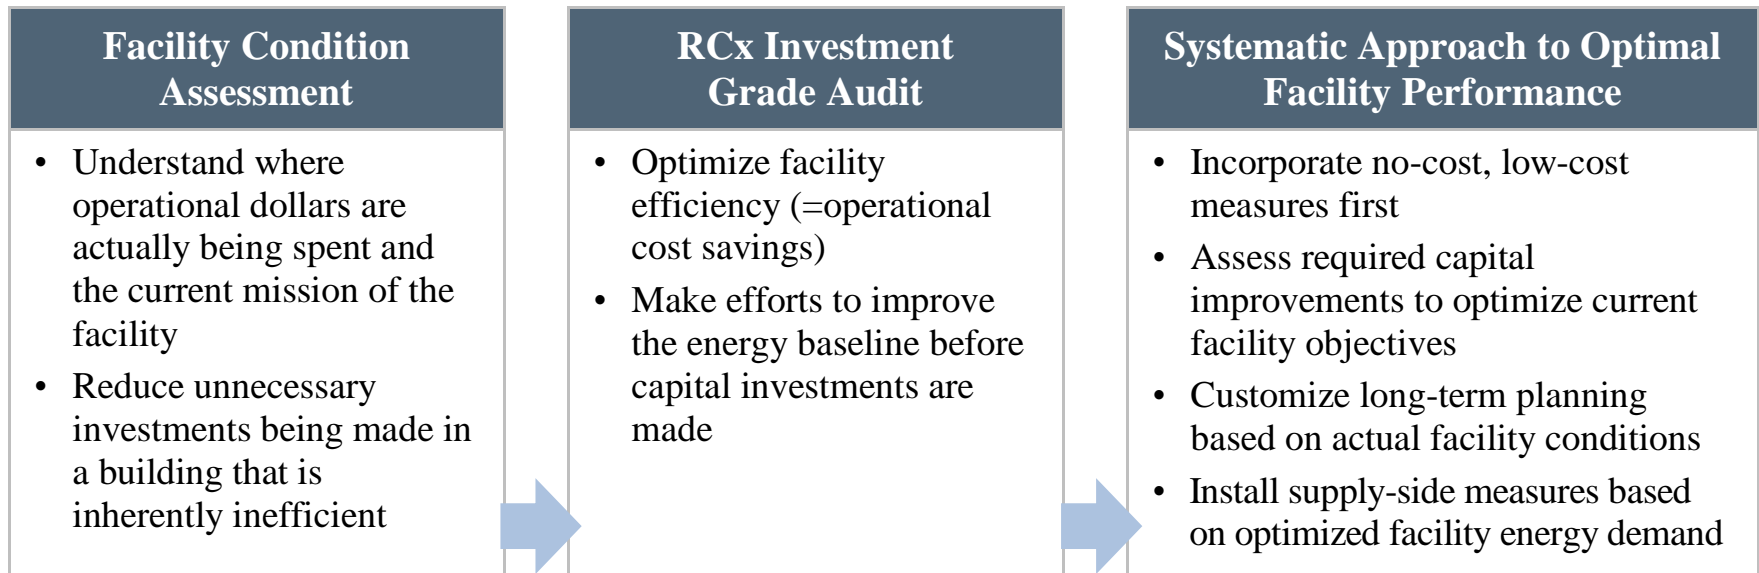 Facility Condition
Assessment
• Understand where
operational dollars are
actually being spent and
the current mission of the
facility
• Reduce unnecessary
investments being made in
a building that is
inherently inefficient
RCx Investment
Grade Audit
• Optimize facility
efficiency (=operational
cost savings)
• Make efforts to improve
the energy baseline before
capital investments are
made
Systematic Approach to Optimal
Facility Performance
• Incorporate no-cost, low-cost
measures first
• Assess required capital
improvements to optimize current
facility objectives
• Customize long-term planning
based on actual facility conditions
• Install supply-side measures based
on optimized facility energy demand